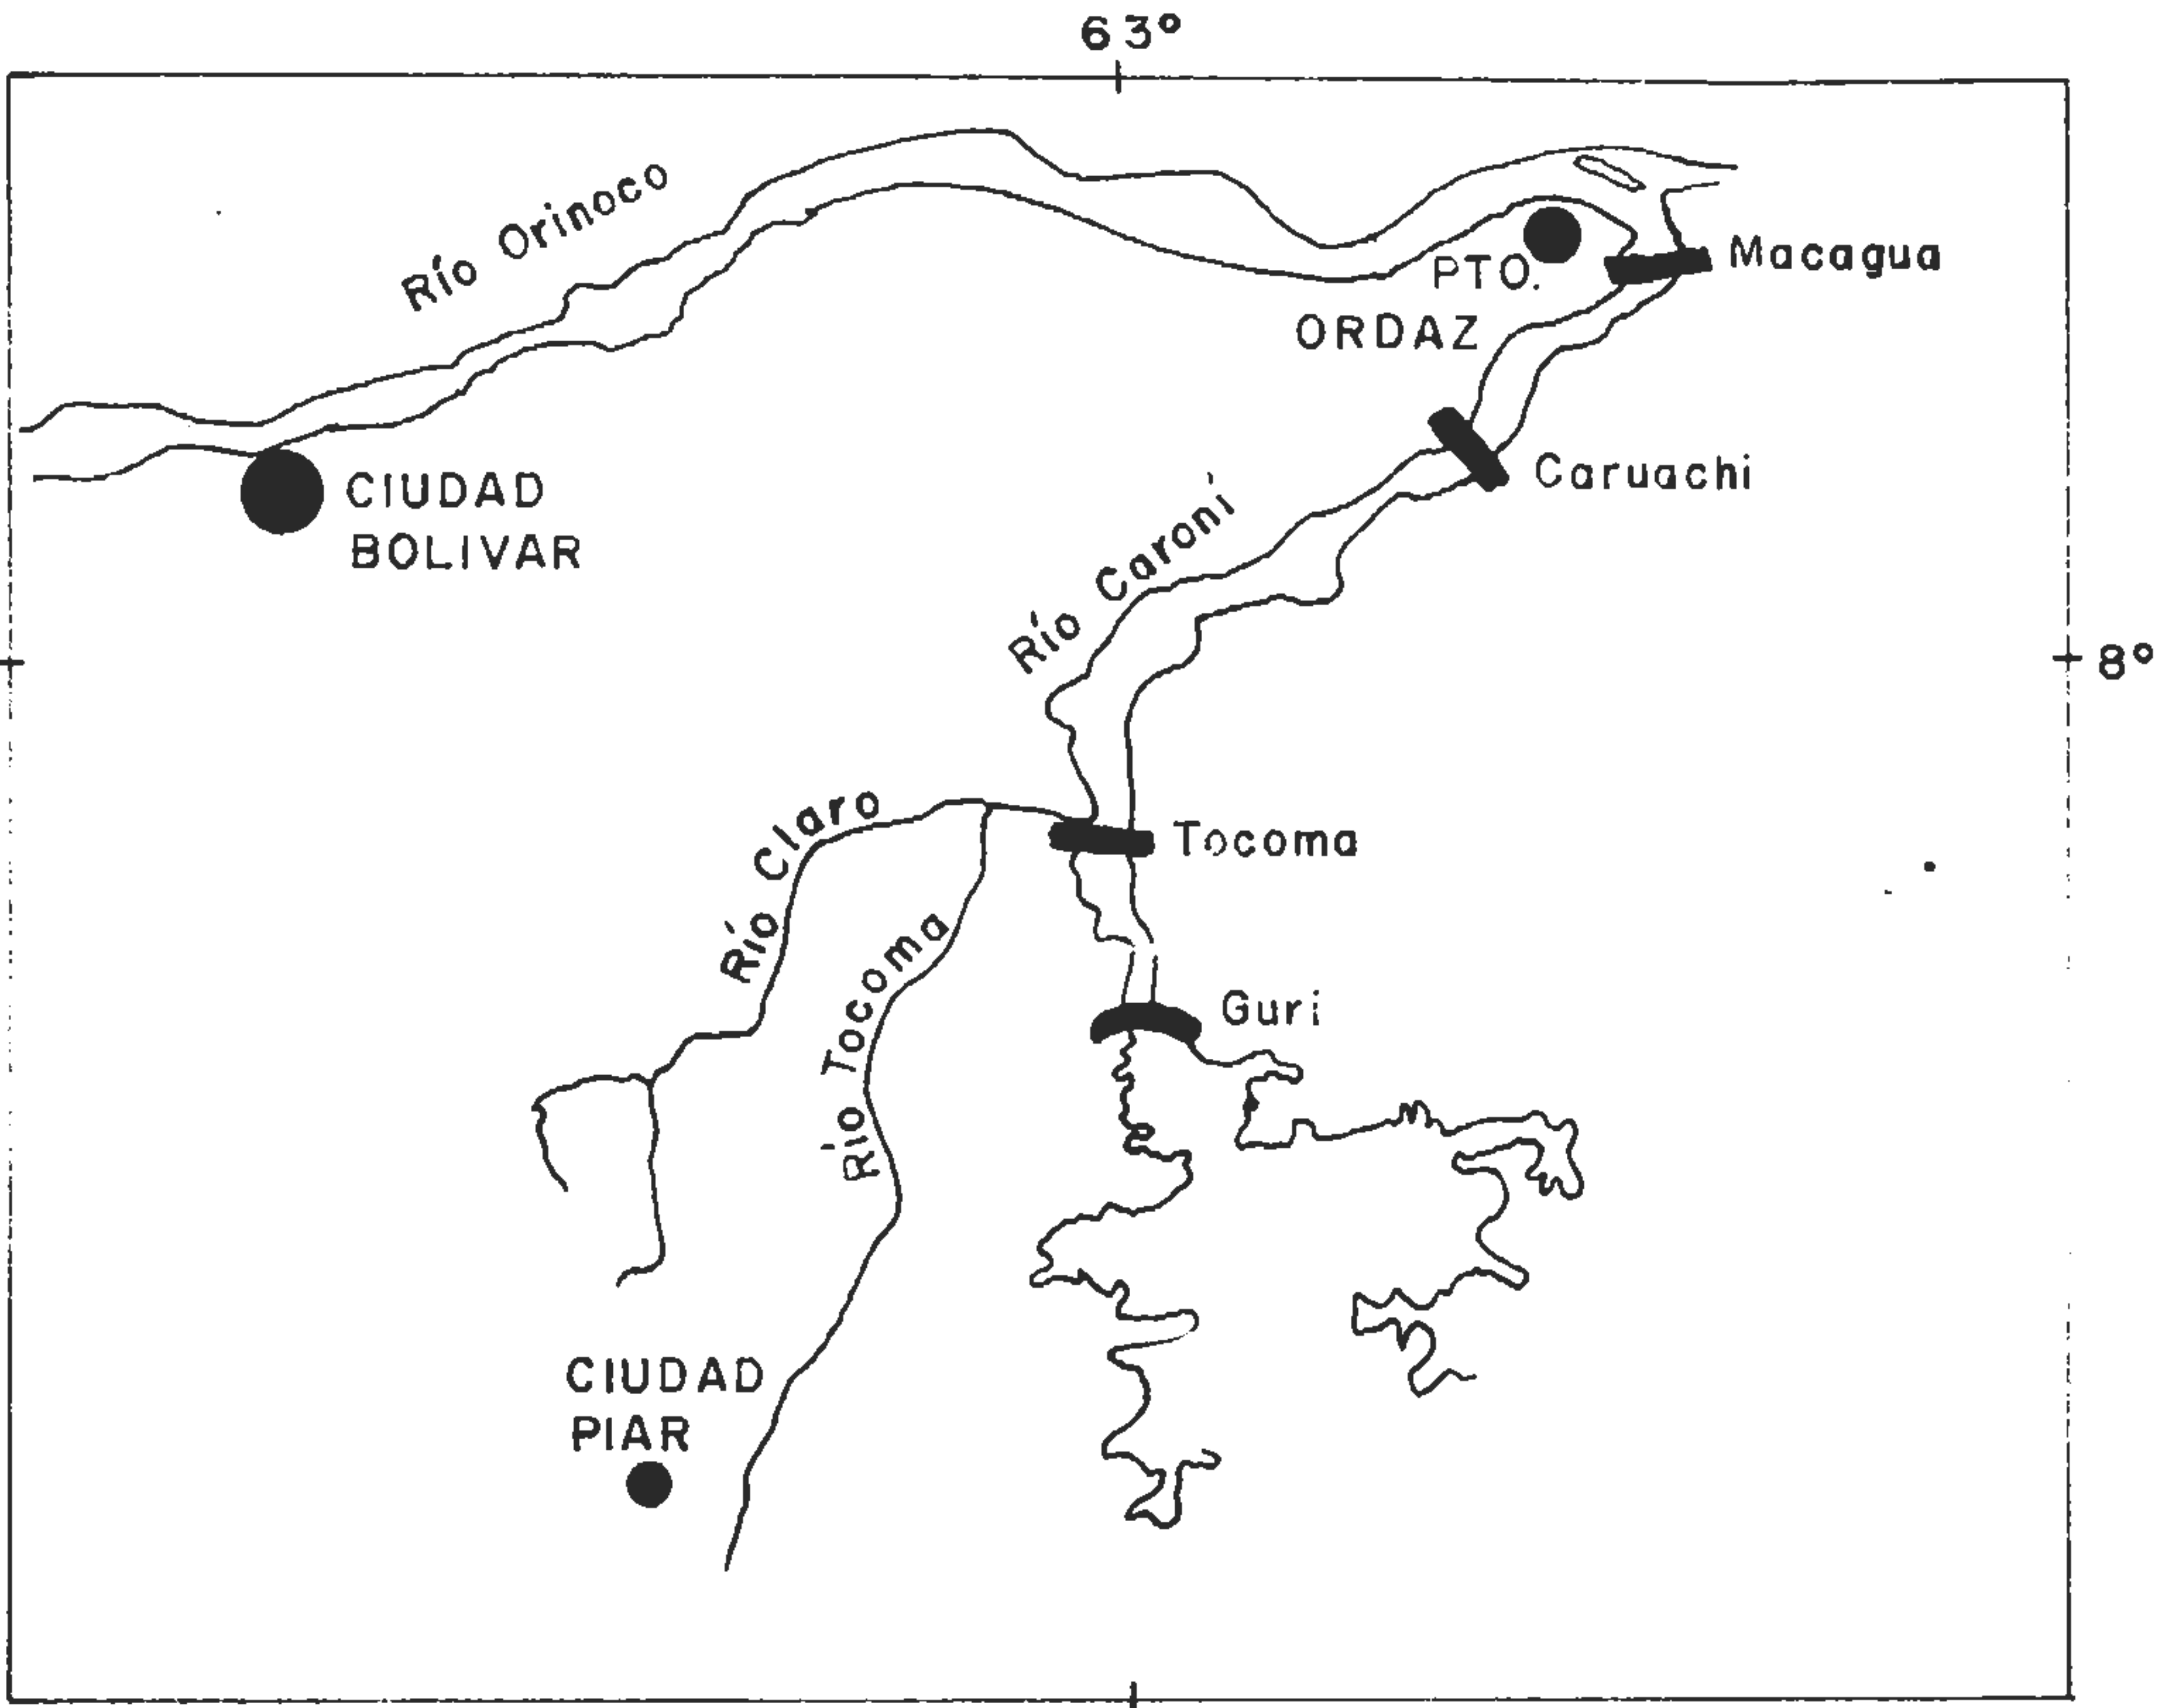 63°
Río Orinoco
Macagua
PTO.
ORDAZ
Caruachi
CIUDAD
BOLIVAR
Río Caroní
8°
Río Claro
Tocoma
Río Tocoma
Guri
CIUDAD
PIAR